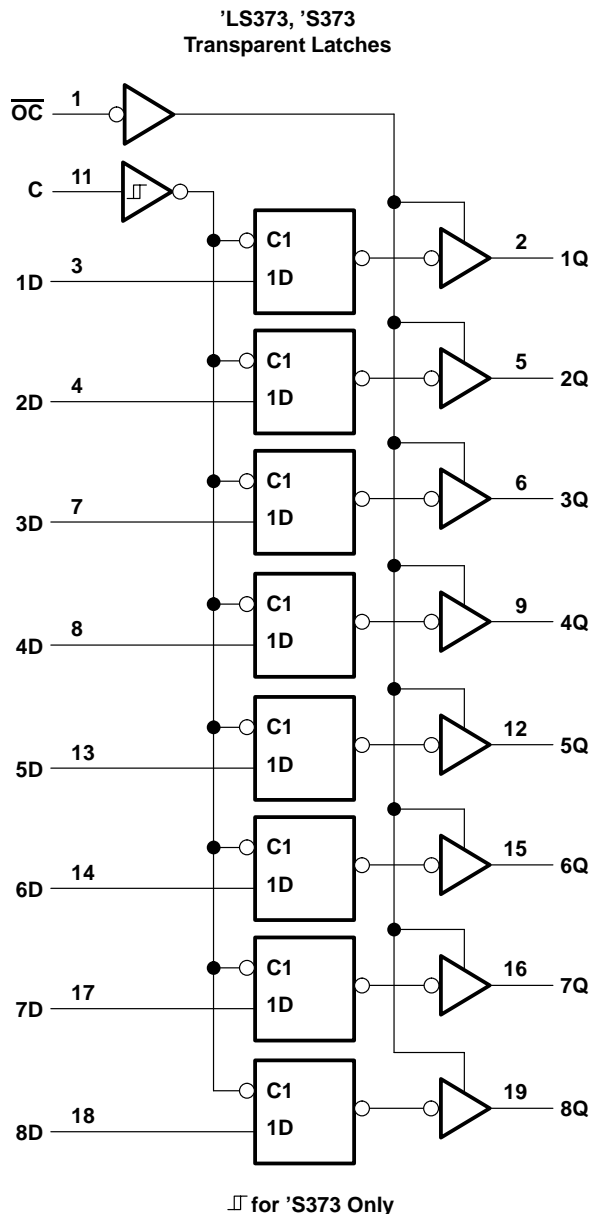 'LS373, 'S373
Transparent Latches
OC 1
C 11
C1
1D 3 1D 2 1Q
C1
2D 4 1D 5 2Q
C1
3D 7 1D 6 3Q
C1
4D 8 1D 9 4Q
C1
5D 13 1D 12 5Q
C1
6D 14 1D 15 6Q
C1
7D 17 1D 16 7Q
C1
8D 18 1D 19 8Q
for 'S373 Only